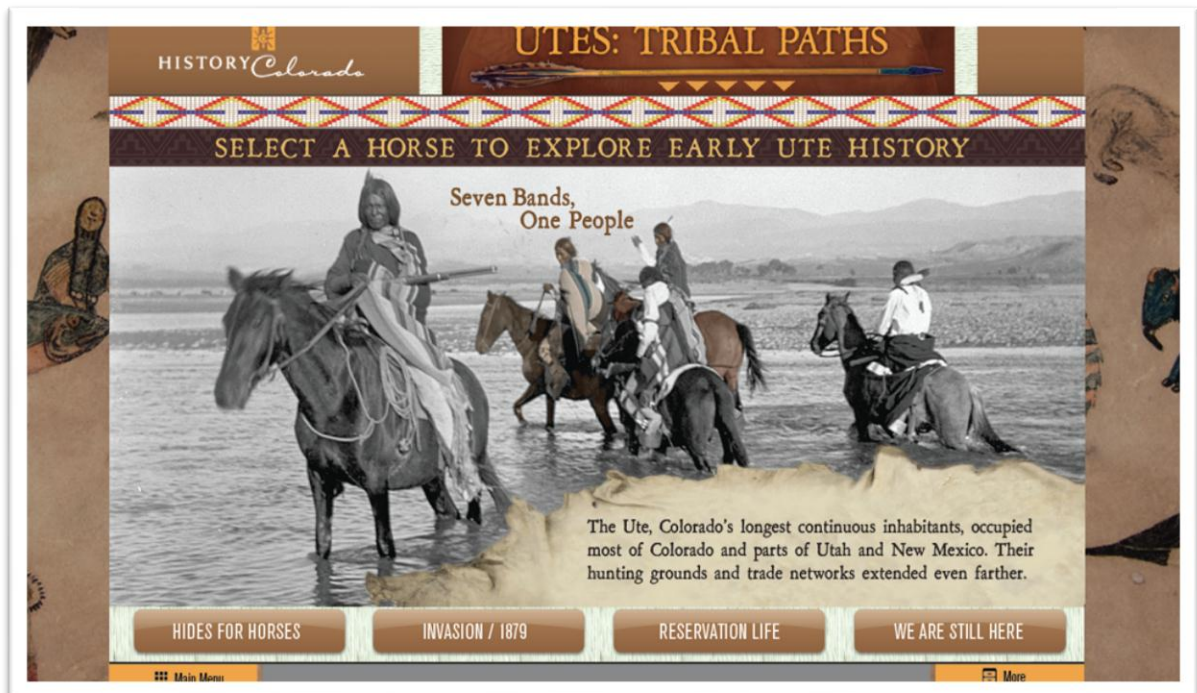 HISTORY Colorado
UTES: TRIBAL PATHS
SELECT A HORSE TO EXPLORE EARLY UTE HISTORY
Seven Bands,
One People
The Ute, Colorado's longest continuous inhabitants, occupied
most of Colorado and parts of Utah and New Mexico. Their
hunting grounds and trade networks extended even farther.
HIDES FOR HORSES
INVASION / 1879
RESERVATION LIFE
WE ARE STILL HERE
Main Menu
More